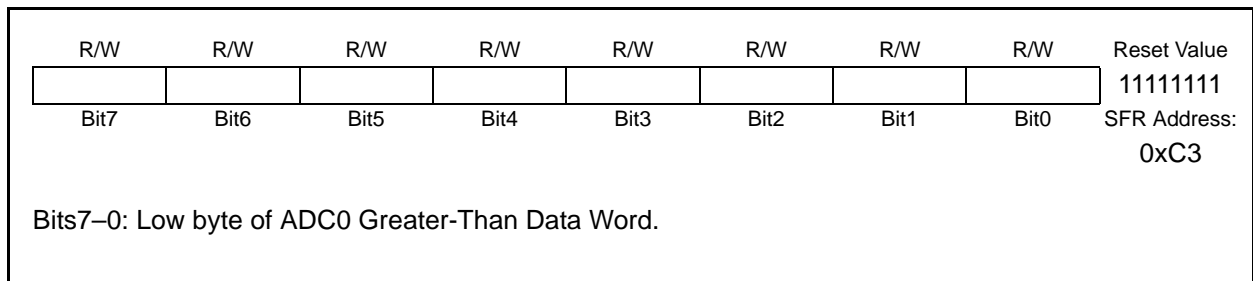 R/W R/W R/W R/W R/W R/W R/W R/W Reset Value
11111111
Bit7 Bit6 Bit5 Bit4 Bit3 Bit2 Bit1 Bit0 SFR Address:
0xC3
Bits7–0: Low byte of ADC0 Greater-Than Data Word.